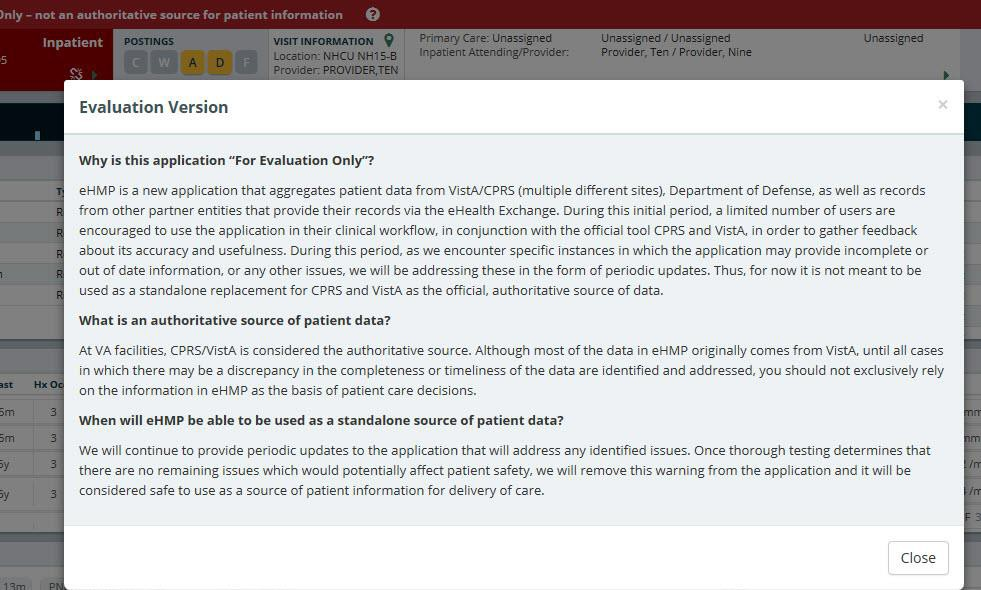 Only – not an authoritative source for patient information ?
Inpatient
POSTINGS
C W A D F
VISIT INFORMATION
Location: NHCU NH15-B
Provider: PROVIDER,TEN
Primary Care: Unassigned
Inpatient Attending/Provider:
Unassigned / Unassigned
Provider, Ten / Provider, Nine
Unassigned
Evaluation Version
×
Why is this application “For Evaluation Only”?
eHMP is a new application that aggregates patient data from VistA/CPRS (multiple different sites), Department of Defense, as well as records
from other partner entities that provide their records via the eHealth Exchange. During this initial period, a limited number of users are
encouraged to use the application in their clinical workflow, in conjunction with the official tool CPRS and VistA, in order to gather feedback
about its accuracy and usefulness. During this period, as we encounter specific instances in which the application may provide incomplete or
out of date information, or any other issues, we will be addressing these in the form of periodic updates. Thus, for now it is not meant to be
used as a standalone replacement for CPRS and VistA as the official, authoritative source of data.
What is an authoritative source of patient data?
At VA facilities, CPRS/VistA is considered the authoritative source. Although most of the data in eHMP originally comes from VistA, until all cases
in which there may be a discrepancy in the completeness or timeliness of the data are identified and addressed, you should not exclusively rely
on the information in eHMP as the basis of patient care decisions.
When will eHMP be able to be used as a standalone source of patient data?
We will continue to provide periodic updates to the application that will address any identified issues. Once thorough testing determines that
there are no remaining issues which would potentially affect patient safety, we will remove this warning from the application and it will be
considered safe to use as a source of patient information for delivery of care.
Close
Hx Oc
3
3
3
3
13m PN